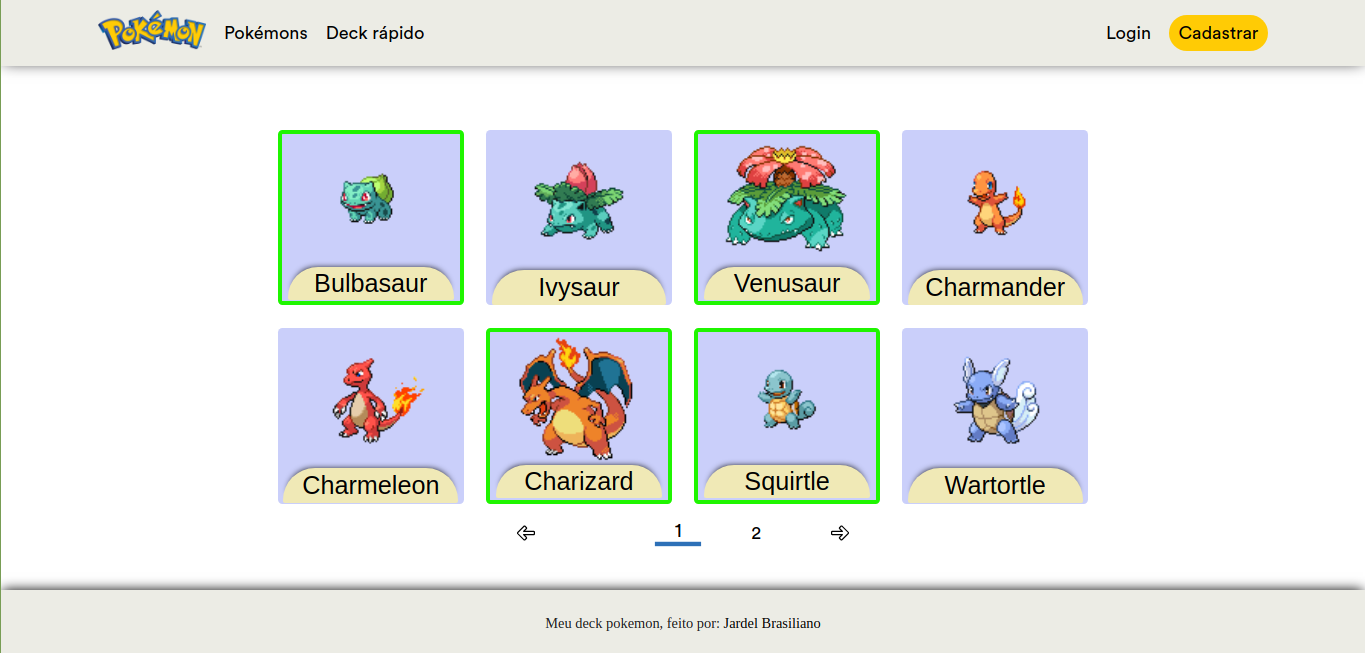 POKÉMON Pokémons Deck rápido Login Cadastrar
Bulbasaur Ivysaur Venusaur Charmander
Charmeleon Charizard Squirtle Wartortle
1 2
Meu deck pokemon, feito por: Jardel Brasiliano